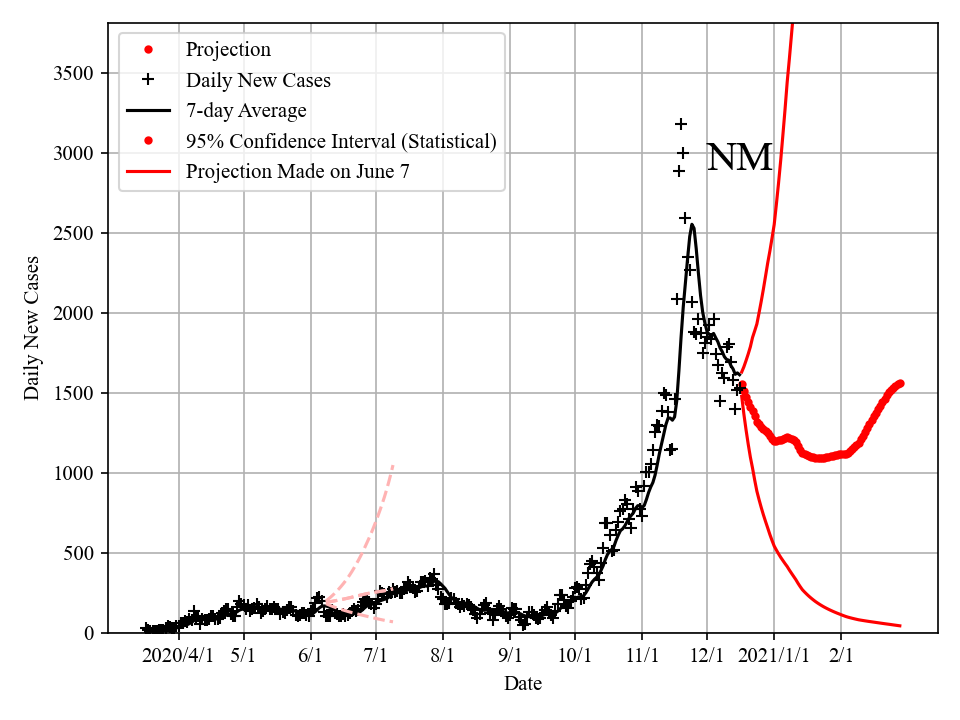 Projection
Daily New Cases
7-day Average
95% Confidence Interval (Statistical)
Projection Made on June 7
NM
3500
3000
2500
2000
1500
1000
500
0
Daily New Cases
2020/4/1 5/1 6/1 7/1 8/1 9/1 10/1 11/1 12/1 2021/1/1 2/1
Date